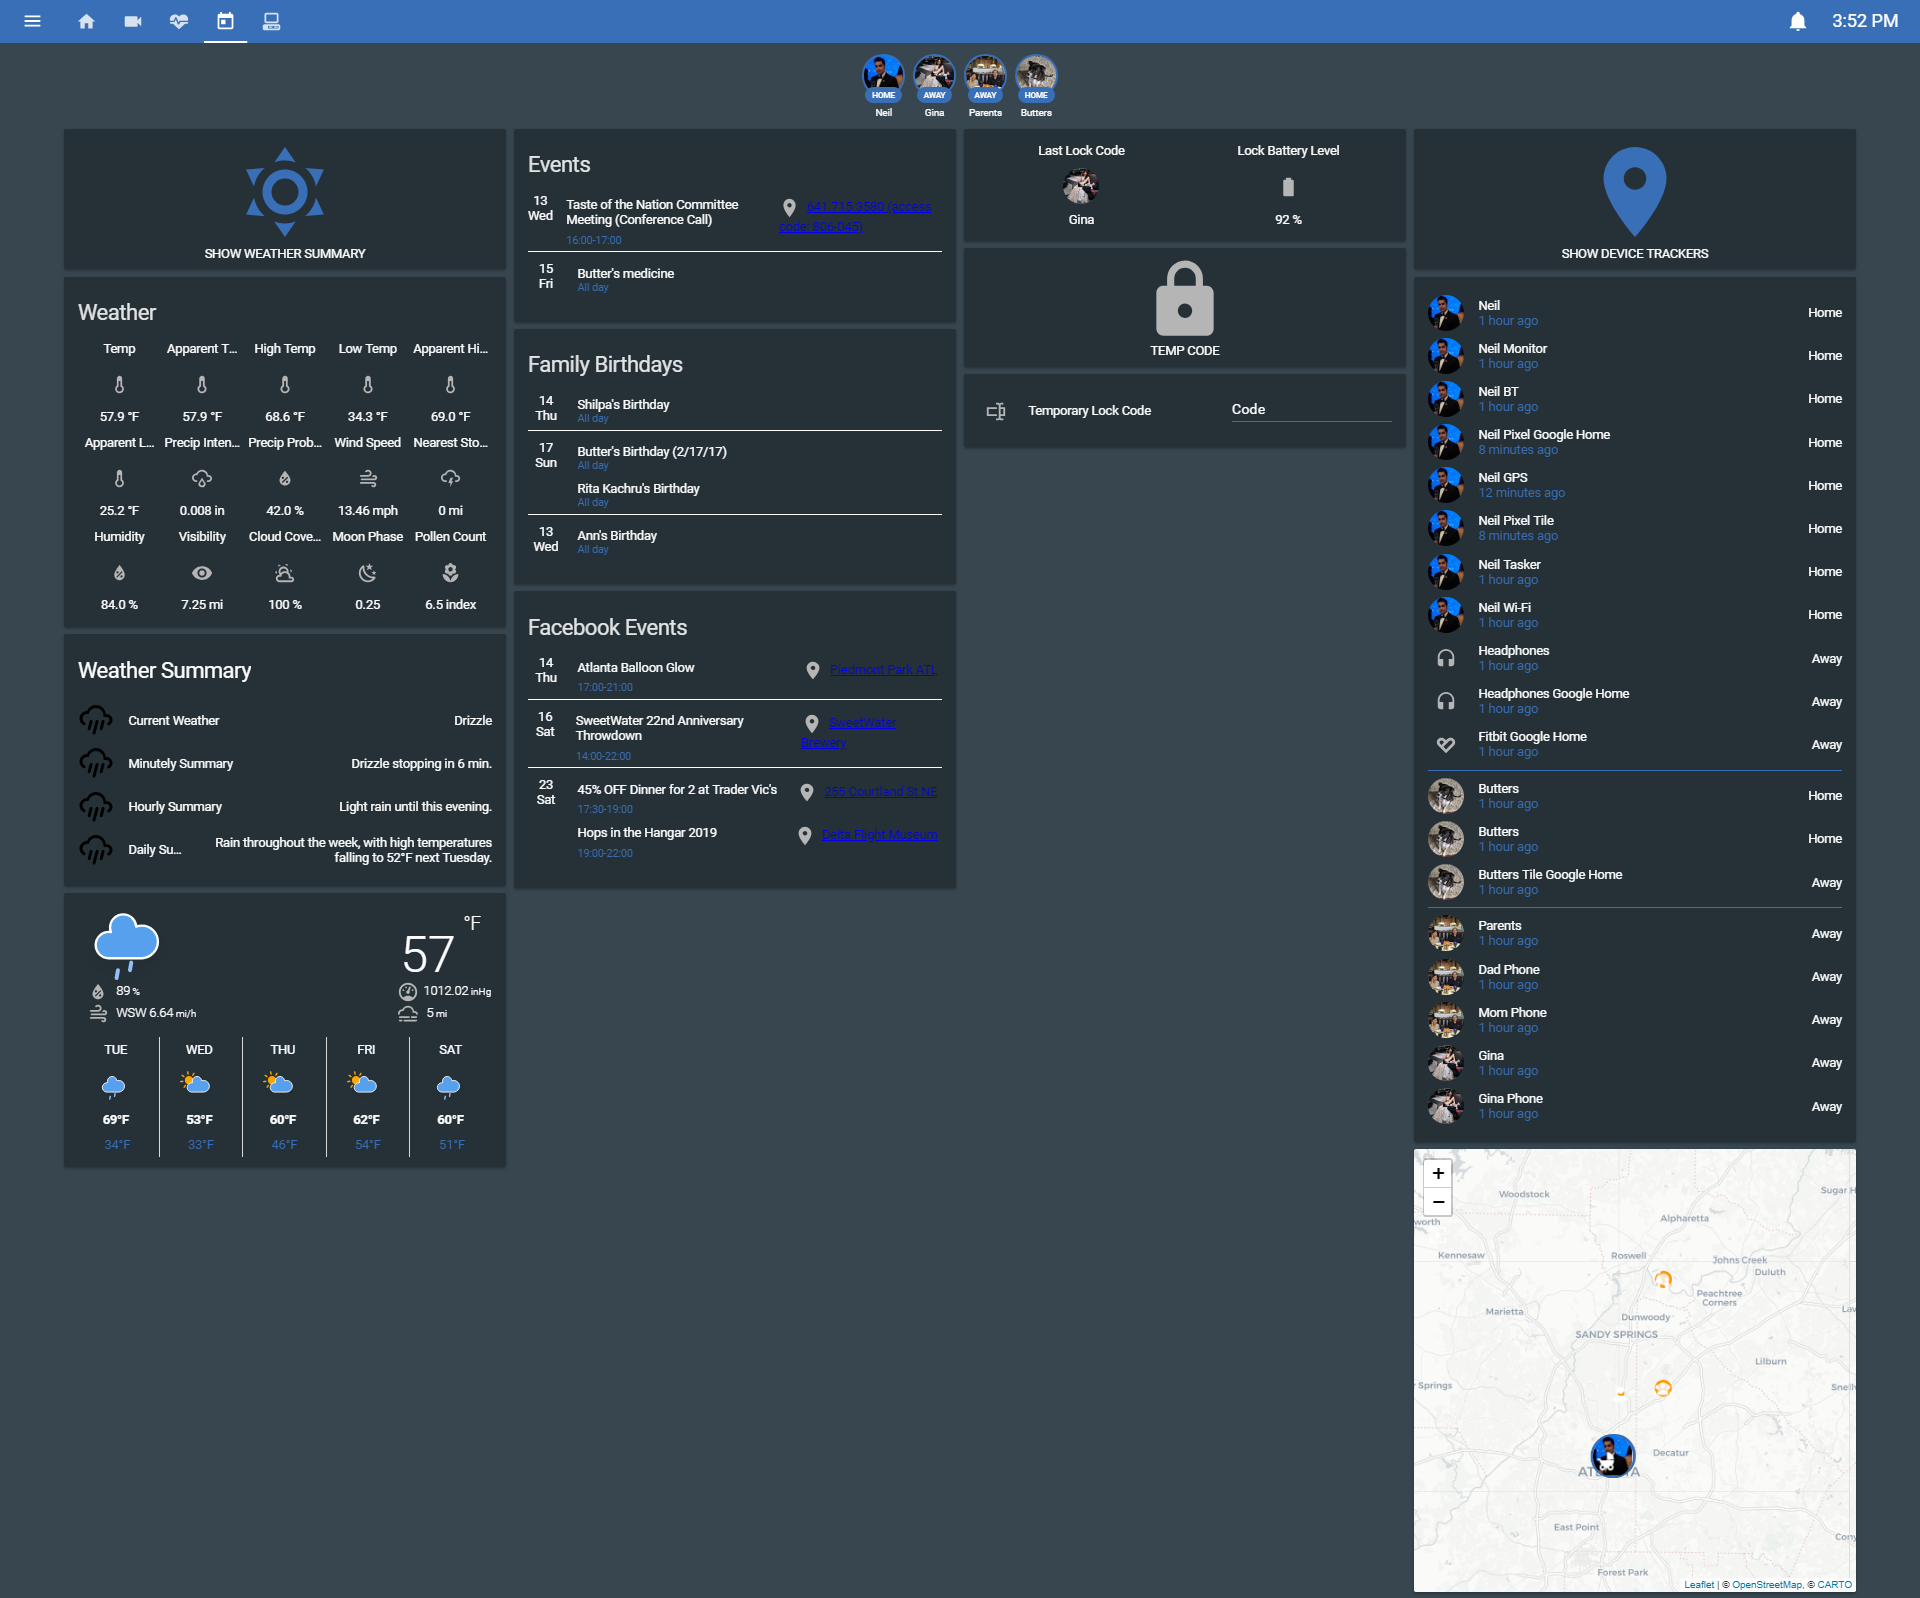 3:52 PM
HOME
AWAY
AWAY
HOME
Neil
Gina
Parents
Butters
SHOW WEATHER SUMMARY
Weather
Temp
Apparent T...
High Temp
Low Temp
Apparent Hi...
57.9 °F
57.9 °F
68.6 °F
34.3 °F
69.0 °F
Apparent L...
Precip Inten...
Precip Prob...
Wind Speed
Nearest Sto...
25.2 °F
0.008 in
42.0 %
13.46 mph
0 mi
Humidity
Visibility
Cloud Cove...
Moon Phase
Pollen Count
84.0 %
7.25 mi
100 %
0.25
6.5 index
Weather Summary
Current Weather
Drizzle
Minutely Summary
Drizzle stopping in 6 min.
Hourly Summary
Light rain until this evening.
Daily Su...
Rain throughout the week, with high temperatures
falling to 52°F next Tuesday.
°F
57
89 %
1012.02 inHg
WSW 6.64 mi/h
5 mi
TUE
WED
THU
FRI
SAT
69°F
53°F
60°F
62°F
60°F
34°F
33°F
46°F
54°F
51°F
Events
13
Wed
Taste of the Nation Committee
Meeting (Conference Call)
16:00-17:00
641.715.3580 (access
code: 806-045)
15
Fri
Butter's medicine
All day
Family Birthdays
14
Thu
Shilpa's Birthday
All day
17
Sun
Butter's Birthday (2/17/17)
All day
Rita Kachru's Birthday
All day
13
Wed
Ann's Birthday
All day
Facebook Events
14
Thu
Atlanta Balloon Glow
17:00-21:00
Piedmont Park ATL
16
Sat
SweetWater 22nd Anniversary
Throwdown
14:00-22:00
SweetWater
Brewery
23
Sat
45% OFF Dinner for 2 at Trader Vic's
17:30-19:00
255 Courtland St NE
Hops in the Hangar 2019
19:00-22:00
Delta Flight Museum
Last Lock Code
Lock Battery Level
Gina
92 %
TEMP CODE
Temporary Lock Code
Code
SHOW DEVICE TRACKERS
Neil
1 hour ago
Home
Neil Monitor
1 hour ago
Home
Neil BT
1 hour ago
Home
Neil Pixel Google Home
8 minutes ago
Home
Neil GPS
12 minutes ago
Home
Neil Pixel Tile
8 minutes ago
Home
Neil Tasker
1 hour ago
Home
Neil Wi-Fi
1 hour ago
Home
Headphones
1 hour ago
Away
Headphones Google Home
1 hour ago
Away
Fitbit Google Home
1 hour ago
Away
Butters
1 hour ago
Home
Butters
1 hour ago
Home
Butters Tile Google Home
1 hour ago
Away
Parents
1 hour ago
Away
Dad Phone
1 hour ago
Away
Mom Phone
1 hour ago
Away
Gina
1 hour ago
Away
Gina Phone
1 hour ago
Away
+
−
Woodstock
Sugar H
worth
Alpharetta
Kennesaw
Roswell
Johns Creek
Duluth
Peachtree
Corners
Marietta
Law
Dunwoody
SANDY SPRINGS
Lilburn
Springs
Snell
Decatur
AT
TA
East Point
Cony
Forest Park
Leaflet | © OpenStreetMap, © CARTO